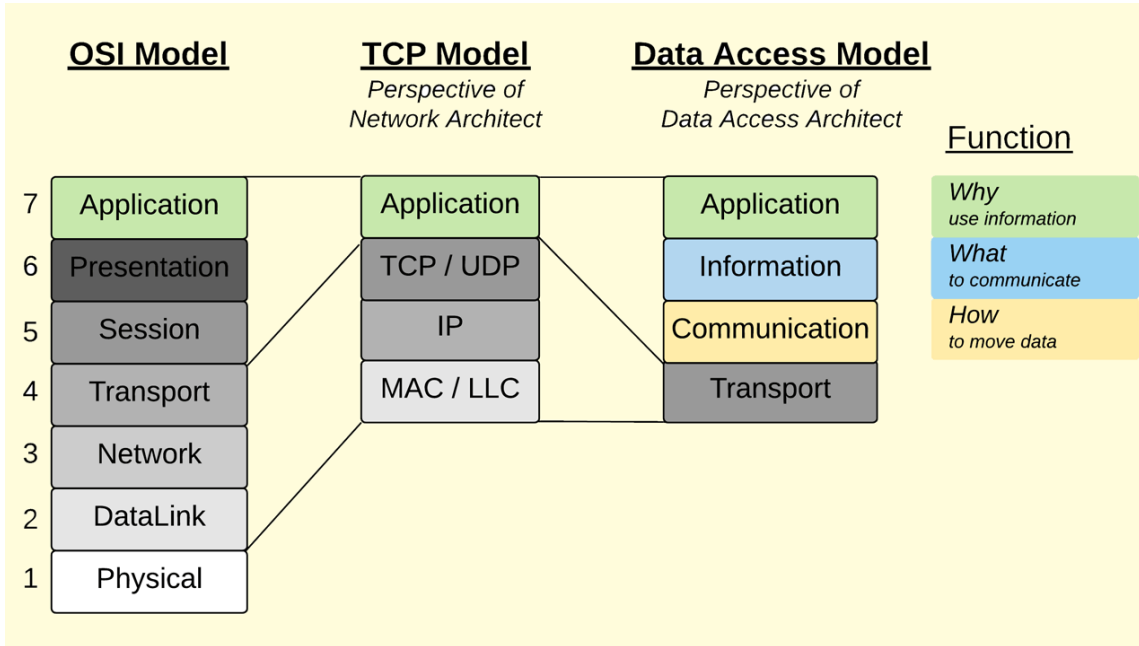 OSI Model
TCP Model
Perspective of
Network Architect
Data Access Model
Perspective of
Data Access Architect
Function
7
Application
6
Presentation
5
Session
4
Transport
3
Network
2
DataLink
1
Physical
Application
TCP / UDP
IP
MAC / LLC
Application
Information
Communication
Transport
Why
use information
What
to communicate
How
to move data